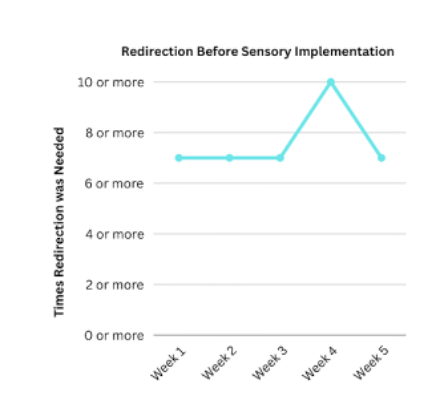 Redirection Before Sensory Implementation
Times Redirection was Needed
10 or more
8 or more
6 or more
4 or more
2 or more
0 or more
Week 1
Week 2
Week 3
Week 4
Week 5